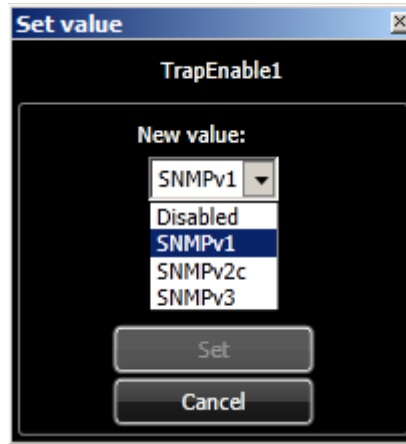 Set value
TrapEnable1
New value:
SNMPv1
Disabled
SNMPv1
SNMPv2c
SNMPv3
Set
Cancel